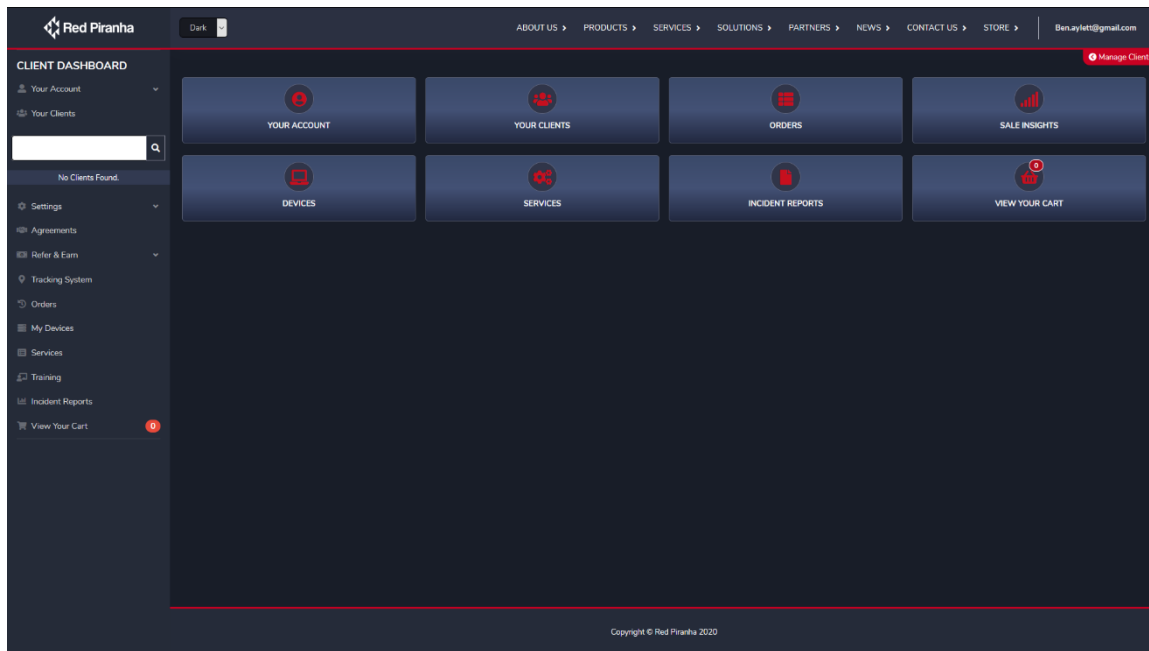 Red Piranha
Dark
ABOUT US
PRODUCTS
SERVICES
SOLUTIONS
PARTNERS
NEWS
CONTACT US
STORE
Ben.aylett@gmail.com
Manage Client
CLIENT DASHBOARD
Your Account
Your Clients
No Clients Found.
Settings
Agreements
Refer & Earn
Tracking System
Orders
My Devices
Services
Training
Incident Reports
View Your Cart
0
YOUR ACCOUNT
YOUR CLIENTS
ORDERS
SALE INSIGHTS
DEVICES
SERVICES
INCIDENT REPORTS
0
VIEW YOUR CART
Copyright © Red Piranha 2020